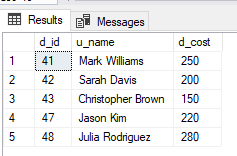 Results Messages
d_id u_name d_cost
1 41 Mark Williams 250
2 42 Sarah Davis 200
3 43 Christopher Brown 150
4 47 Jason Kim 220
5 48 Julia Rodriguez 280